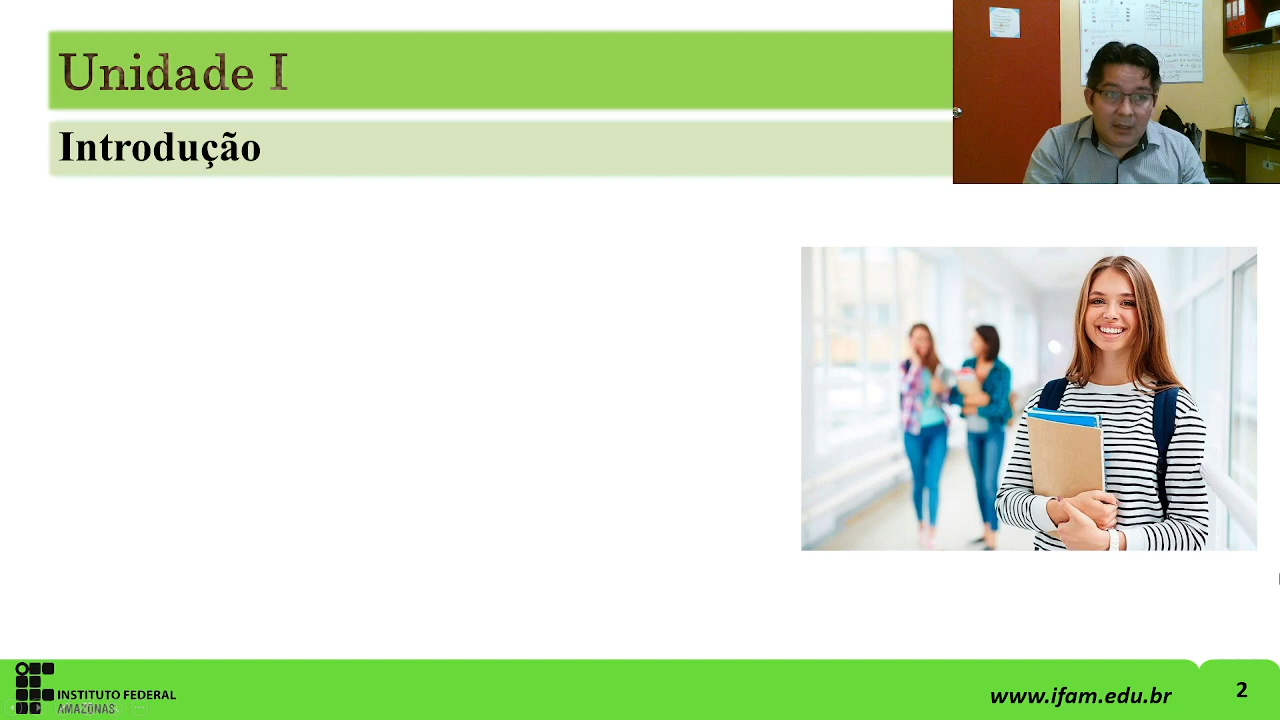 Unidade I
Introdução
INSTITUTO FEDERAL
AMAZONAS
www.ifam.edu.br
2